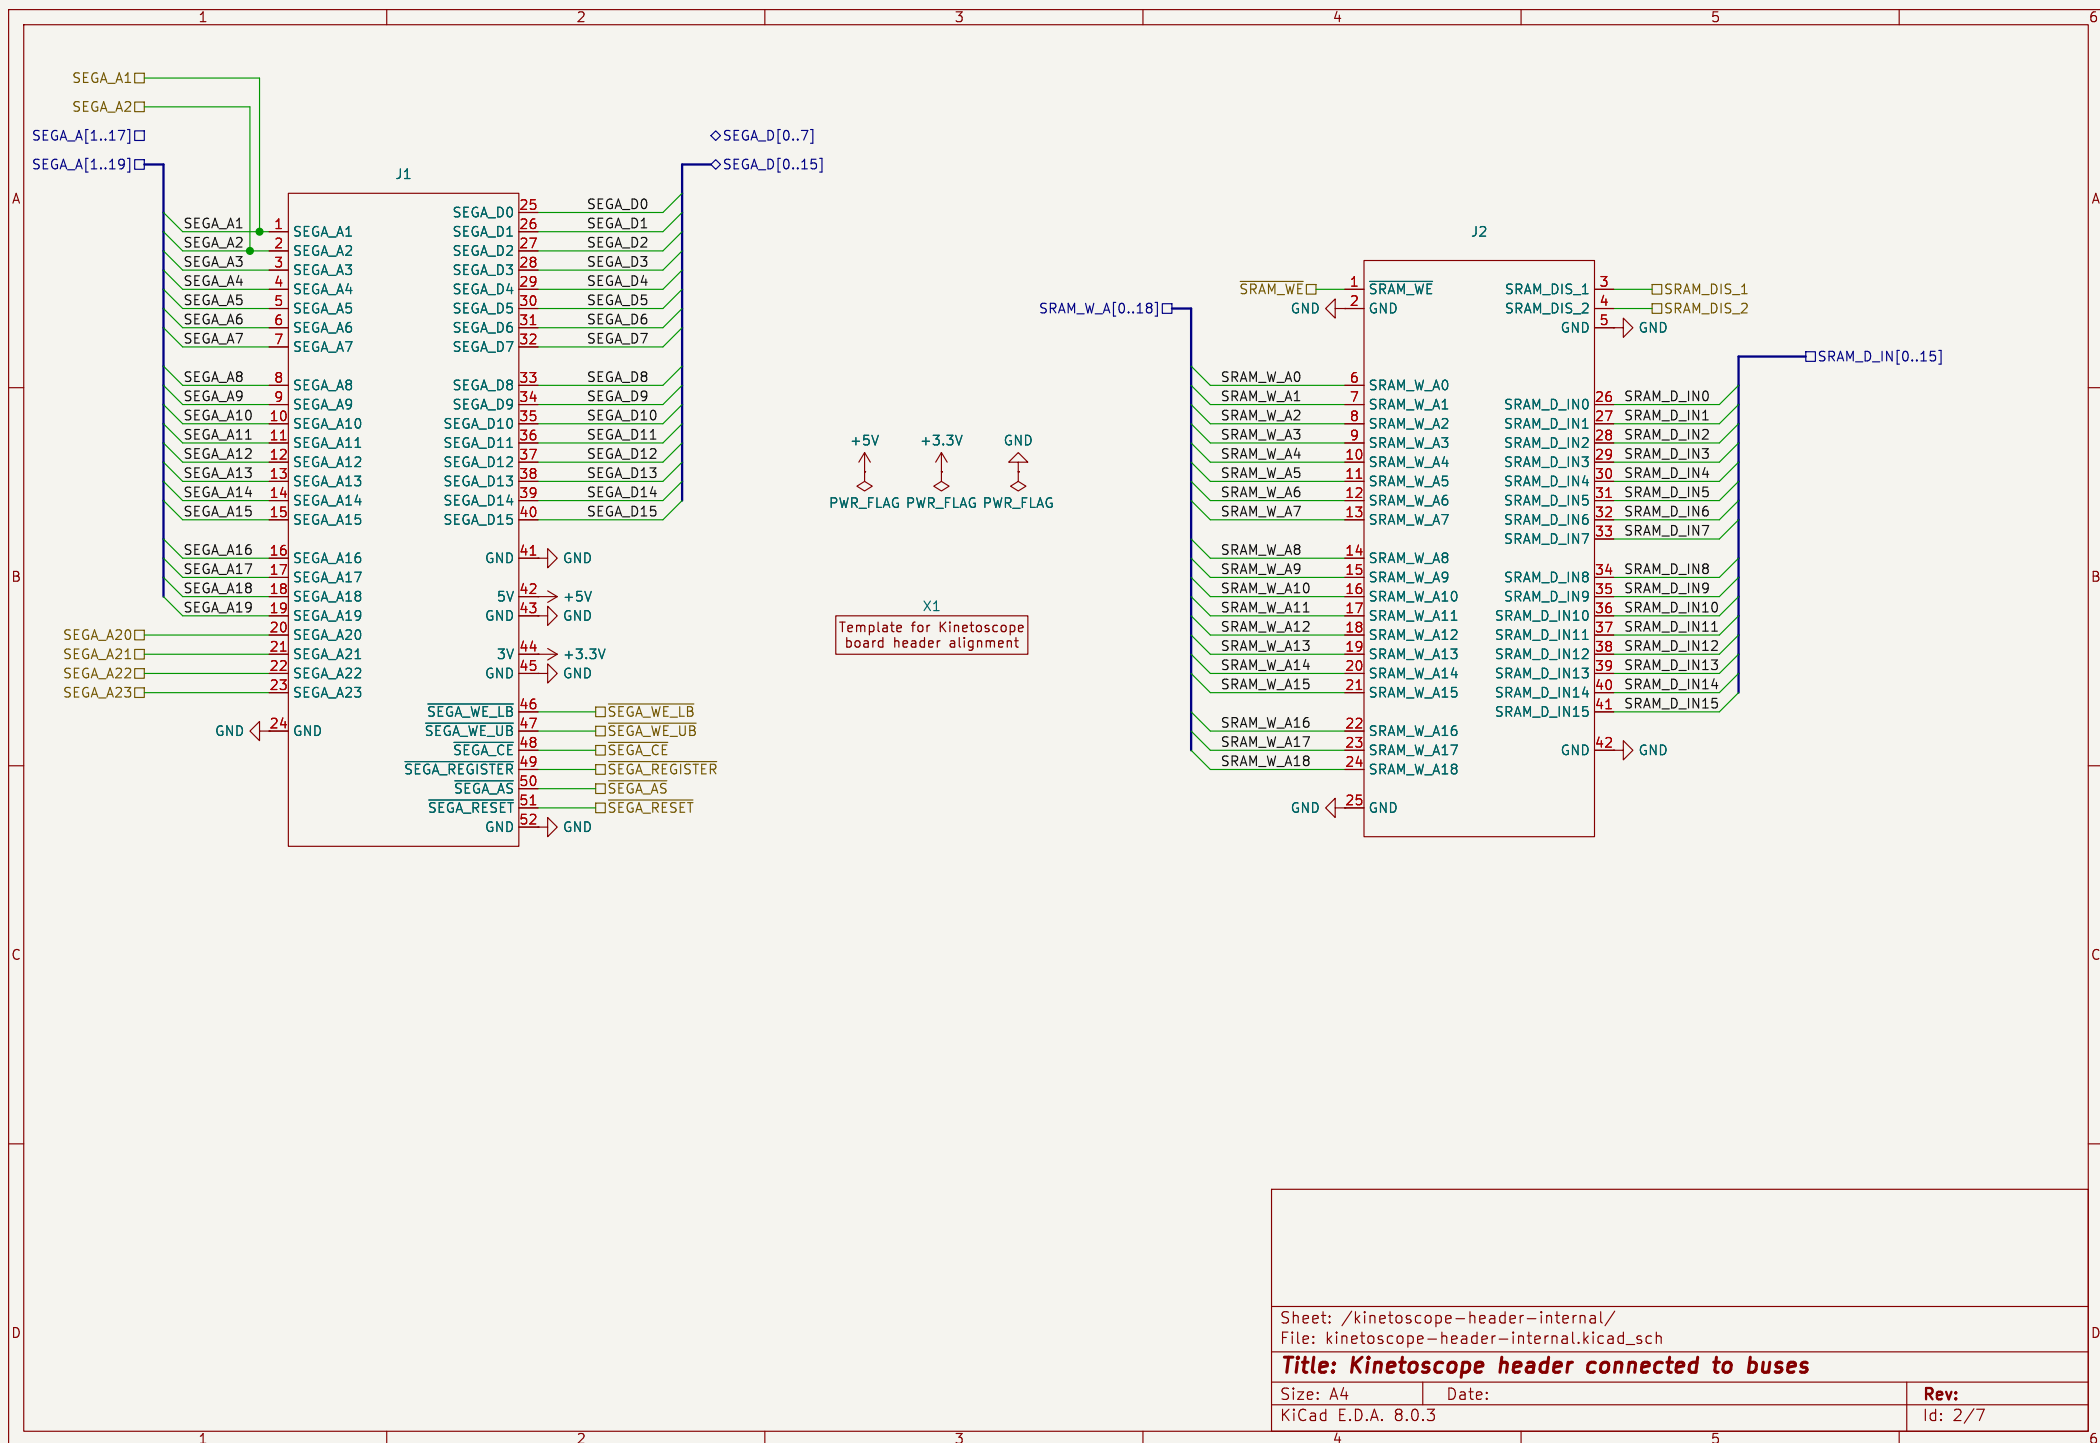 1 2 3 4 5 6
SEGA_A1
SEGA_A2
SEGA_A[1..17]
SEGA_A[1..19]
SEGA_D[0..7]
SEGA_D[0..15]
A
A
J1
SEGA_A1 1 SEGA_A1
SEGA_A2 2 SEGA_A2
SEGA_A3 3 SEGA_A3
SEGA_A4 4 SEGA_A4
SEGA_A5 5 SEGA_A5
SEGA_A6 6 SEGA_A6
SEGA_A7 7 SEGA_A7
SEGA_A8 8 SEGA_A8
SEGA_A9 9 SEGA_A9
SEGA_A10 10 SEGA_A10
SEGA_A11 11 SEGA_A11
SEGA_A12 12 SEGA_A12
SEGA_A13 13 SEGA_A13
SEGA_A14 14 SEGA_A14
SEGA_A15 15 SEGA_A15
SEGA_A16 16 SEGA_A16
SEGA_A17 17 SEGA_A17
SEGA_A18 18 SEGA_A18
SEGA_A19 19 SEGA_A19
SEGA_A20 20 SEGA_A20
SEGA_A21 21 SEGA_A21
SEGA_A22 22 SEGA_A22
SEGA_A23 23 SEGA_A23
GND 24 GND
SEGA_D0 25 SEGA_D0
SEGA_D1 26 SEGA_D1
SEGA_D2 27 SEGA_D2
SEGA_D3 28 SEGA_D3
SEGA_D4 29 SEGA_D4
SEGA_D5 30 SEGA_D5
SEGA_D6 31 SEGA_D6
SEGA_D7 32 SEGA_D7
SEGA_D8 33 SEGA_D8
SEGA_D9 34 SEGA_D9
SEGA_D10 35 SEGA_D10
SEGA_D11 36 SEGA_D11
SEGA_D12 37 SEGA_D12
SEGA_D13 38 SEGA_D13
SEGA_D14 39 SEGA_D14
SEGA_D15 40 SEGA_D15
GND 41 GND
5V 42 +5V
GND 43 GND
3V 44 +3.3V
GND 45 GND
SEGA_WE_LB 46 SEGA_WE_LB
SEGA_WE_UB 47 SEGA_WE_UB
SEGA_CE 48 SEGA_CE
SEGA_REGISTER 49 SEGA_REGISTER
SEGA_AS 50 SEGA_AS
SEGA_RESET 51 SEGA_RESET
GND 52 GND
+5V +3.3V GND
PWR_FLAG PWR_FLAG PWR_FLAG
X1
Template for Kinetoscope
board header alignment
J2
SRAM_W_A[0..18]
SRAM_WE 1 SRAM_WE
GND 2 GND
SRAM_W_A0 6 SRAM_W_A0
SRAM_W_A1 7 SRAM_W_A1
SRAM_W_A2 8 SRAM_W_A2
SRAM_W_A3 9 SRAM_W_A3
SRAM_W_A4 10 SRAM_W_A4
SRAM_W_A5 11 SRAM_W_A5
SRAM_W_A6 12 SRAM_W_A6
SRAM_W_A7 13 SRAM_W_A7
SRAM_W_A8 14 SRAM_W_A8
SRAM_W_A9 15 SRAM_W_A9
SRAM_W_A10 16 SRAM_W_A10
SRAM_W_A11 17 SRAM_W_A11
SRAM_W_A12 18 SRAM_W_A12
SRAM_W_A13 19 SRAM_W_A13
SRAM_W_A14 20 SRAM_W_A14
SRAM_W_A15 21 SRAM_W_A15
SRAM_W_A16 22 SRAM_W_A16
SRAM_W_A17 23 SRAM_W_A17
SRAM_W_A18 24 SRAM_W_A18
GND 25 GND
SRAM_DIS_1 3 SRAM_DIS_1
SRAM_DIS_2 4 SRAM_DIS_2
GND 5 GND
SRAM_D_IN[0..15]
SRAM_D_IN0 26 SRAM_D_IN0
SRAM_D_IN1 27 SRAM_D_IN1
SRAM_D_IN2 28 SRAM_D_IN2
SRAM_D_IN3 29 SRAM_D_IN3
SRAM_D_IN4 30 SRAM_D_IN4
SRAM_D_IN5 31 SRAM_D_IN5
SRAM_D_IN6 32 SRAM_D_IN6
SRAM_D_IN7 33 SRAM_D_IN7
SRAM_D_IN8 34 SRAM_D_IN8
SRAM_D_IN9 35 SRAM_D_IN9
SRAM_D_IN10 36 SRAM_D_IN10
SRAM_D_IN11 37 SRAM_D_IN11
SRAM_D_IN12 38 SRAM_D_IN12
SRAM_D_IN13 39 SRAM_D_IN13
SRAM_D_IN14 40 SRAM_D_IN14
SRAM_D_IN15 41 SRAM_D_IN15
GND 42 GND
B
B
C
C
D
D
Sheet: /kinetoscope-header-internal/
File: kinetoscope-header-internal.kicad_sch
Title: Kinetoscope header connected to buses
Size: A4 Date: Rev:
KiCad E.D.A. 8.0.3 Id: 2/7
1 2 3 4 5 6